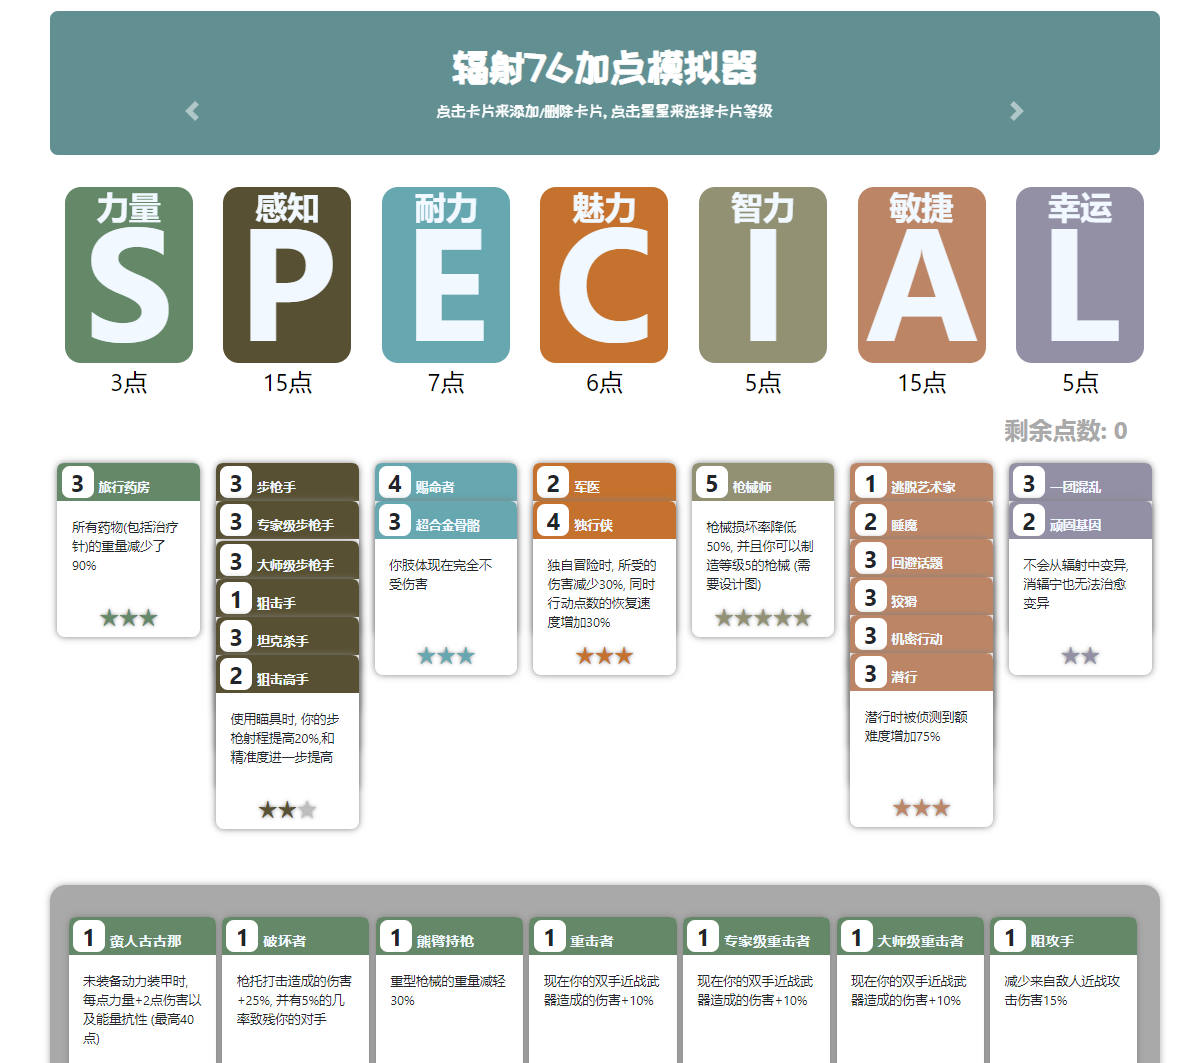 辐射76加点模拟器
点击卡片来添加/删除卡片, 点击星星来选择卡片等级
力量
S
3点
感知
P
15点
耐力
E
7点
魅力
C
6点
智力
I
5点
敏捷
A
15点
幸运
L
5点
剩余点数: 0
3 旅行药房
所有药物(包括治疗
针)的重量减少了
90%
3 步枪手
3 专家级步枪手
3 大师级步枪手
1 狙击手
3 坦克杀手
2 狙击高手
使用瞄具时, 你的步
枪射程提高20%,和
精准度进一步提高
4 赐命者
3 超合金骨骼
你肢体现在完全不
受伤害
2 军医
4 独行侠
独自冒险时, 所受的
伤害减少30%, 同时
行动点数的恢复速
度增加30%
5 枪械师
枪械损坏率降低
50%, 并且你可以制
造等级5的枪械 (需
要设计图)
1 逃脱艺术家
2 睡魔
3 回避话题
3 狡猾
3 机密行动
3 潜行
潜行时被侦测到额
难度增加75%
3 一团混乱
2 顽固基因
不会从辐射中变异,
消辐宁也无法治愈
变异
1 蛮人古古那
未装备动力装甲时,
每点力量+2点伤害以
及能量抗性 (最高40
点)
1 破坏者
枪托打击造成的伤害
+25%, 并有5%的几
率致残你的对手
1 熊臂持枪
重型枪械的重量减轻
30%
1 重击者
现在你的双手近战武
器造成的伤害+10%
1 专家级重击者
现在你的双手近战武
器造成的伤害+10%
1 大师级重击者
现在你的双手近战武
器造成的伤害+10%
1 阻攻手
减少来自敌人近战攻
击伤害15%